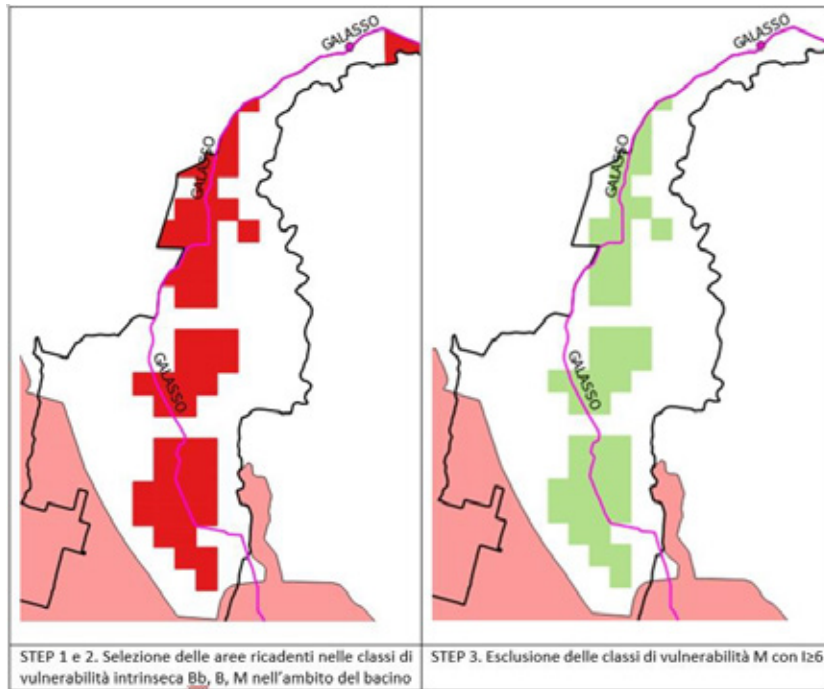 GALASSO
GALASSO
GALASSO
GALASSO
GALASSO
GALASSO
STEP 1 e 2. Selezione delle aree ricadenti nelle classi di
vulnerabilità intrinseca Bb, B, M nell'ambito del bacino
STEP 3. Esclusione delle classi di vulnerabilità M con I≥6